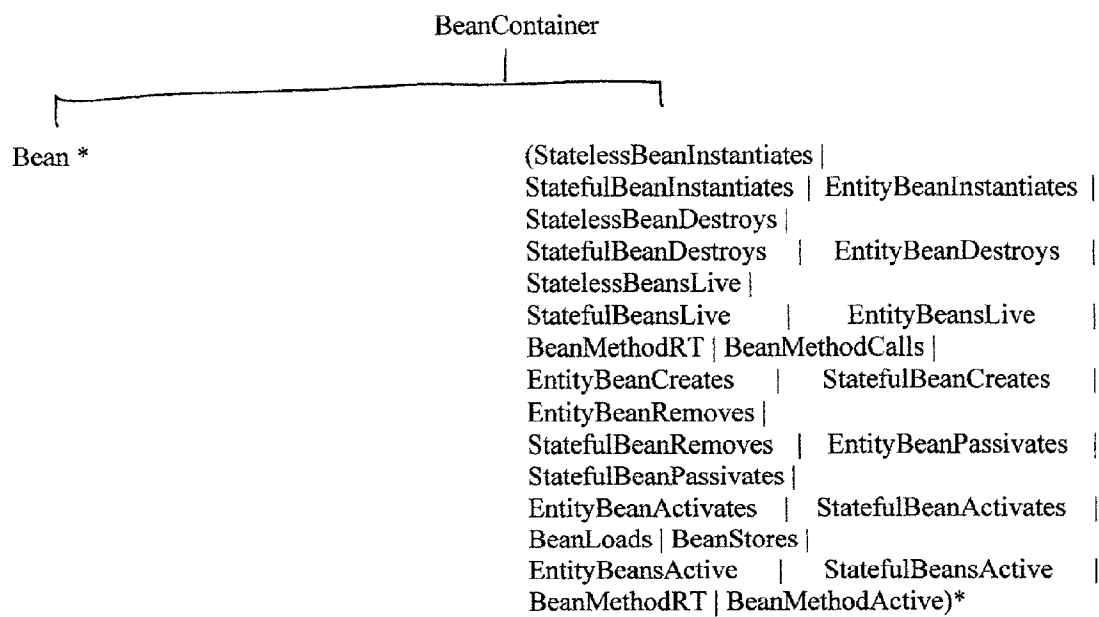 BeanContainer
Bean *
(StatelessBeanInstantiates |
StatefulBeanInstantiates | EntityBeanInstantiates |
StatelessBeanDestroys |
StatefulBeanDestroys | EntityBeanDestroys |
StatelessBeansLive |
StatefulBeansLive | EntityBeansLive |
BeanMethodRT | BeanMethodCalls |
EntityBeanCreates | StatefulBeanCreates |
EntityBeanRemoves |
StatefulBeanRemoves | EntityBeanPassivates |
StatefulBeanPassivates |
EntityBeanActivates | StatefulBeanActivates |
BeanLoads | BeanStores |
EntityBeansActive | StatefulBeansActive |
BeanMethodRT | BeanMethodActive)*